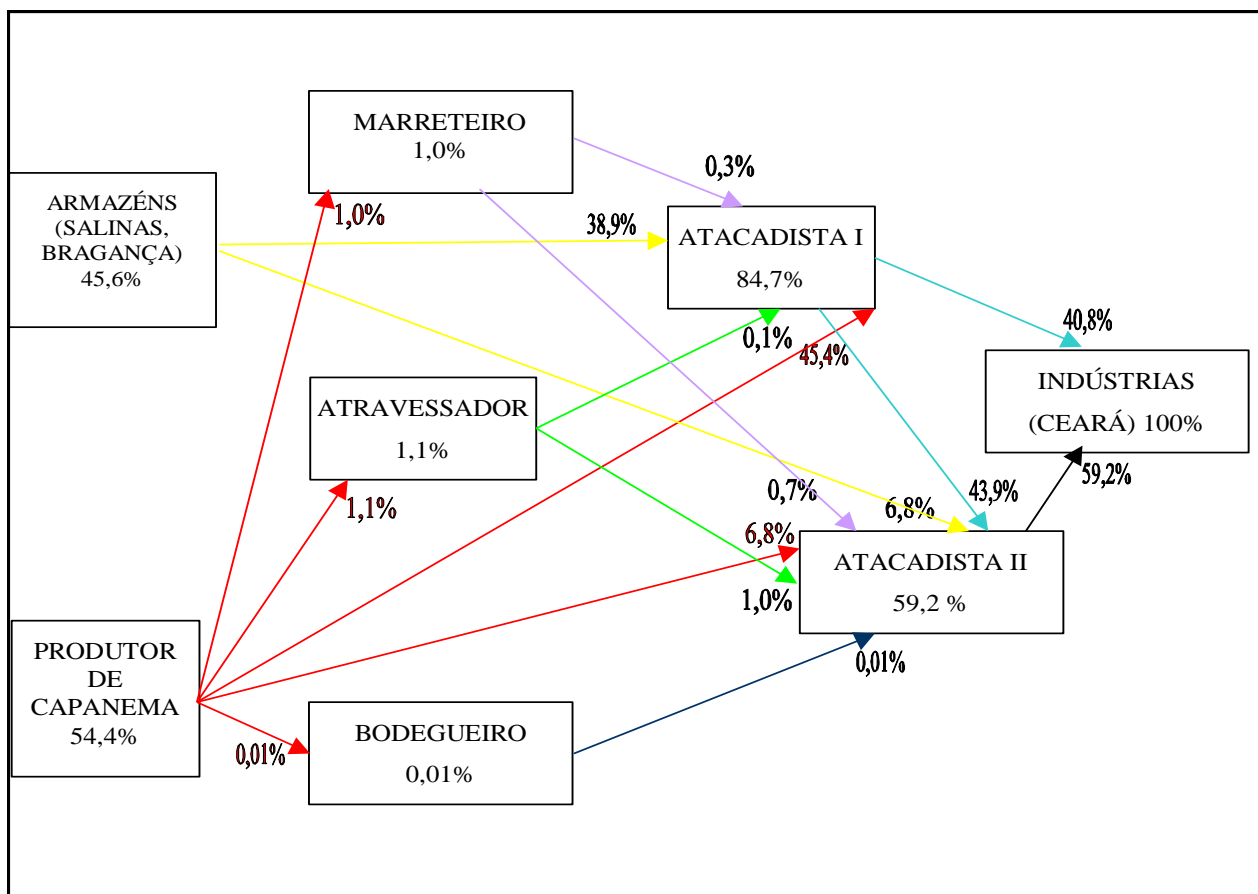 MARRETEIRO
1,0%
0,3%
ARMAZÉNS
(SALINAS,
BRAGANÇA)
45,6%
1,0%
38,9%
ATACADISTA I
84,7%
40,8%
0,1%
45,4%
INDÚSTRIAS
(CEARÁ) 100%
ATRAVESSADOR
1,1%
59,2%
1,1%
0,7%
6,8%
43,9%
6,8%
ATACADISTA II
59,2 %
1,0%
PRODUTOR
DE
CAPANEMA
54,4%
0,01%
0,01%
BODEGUEIRO
0,01%